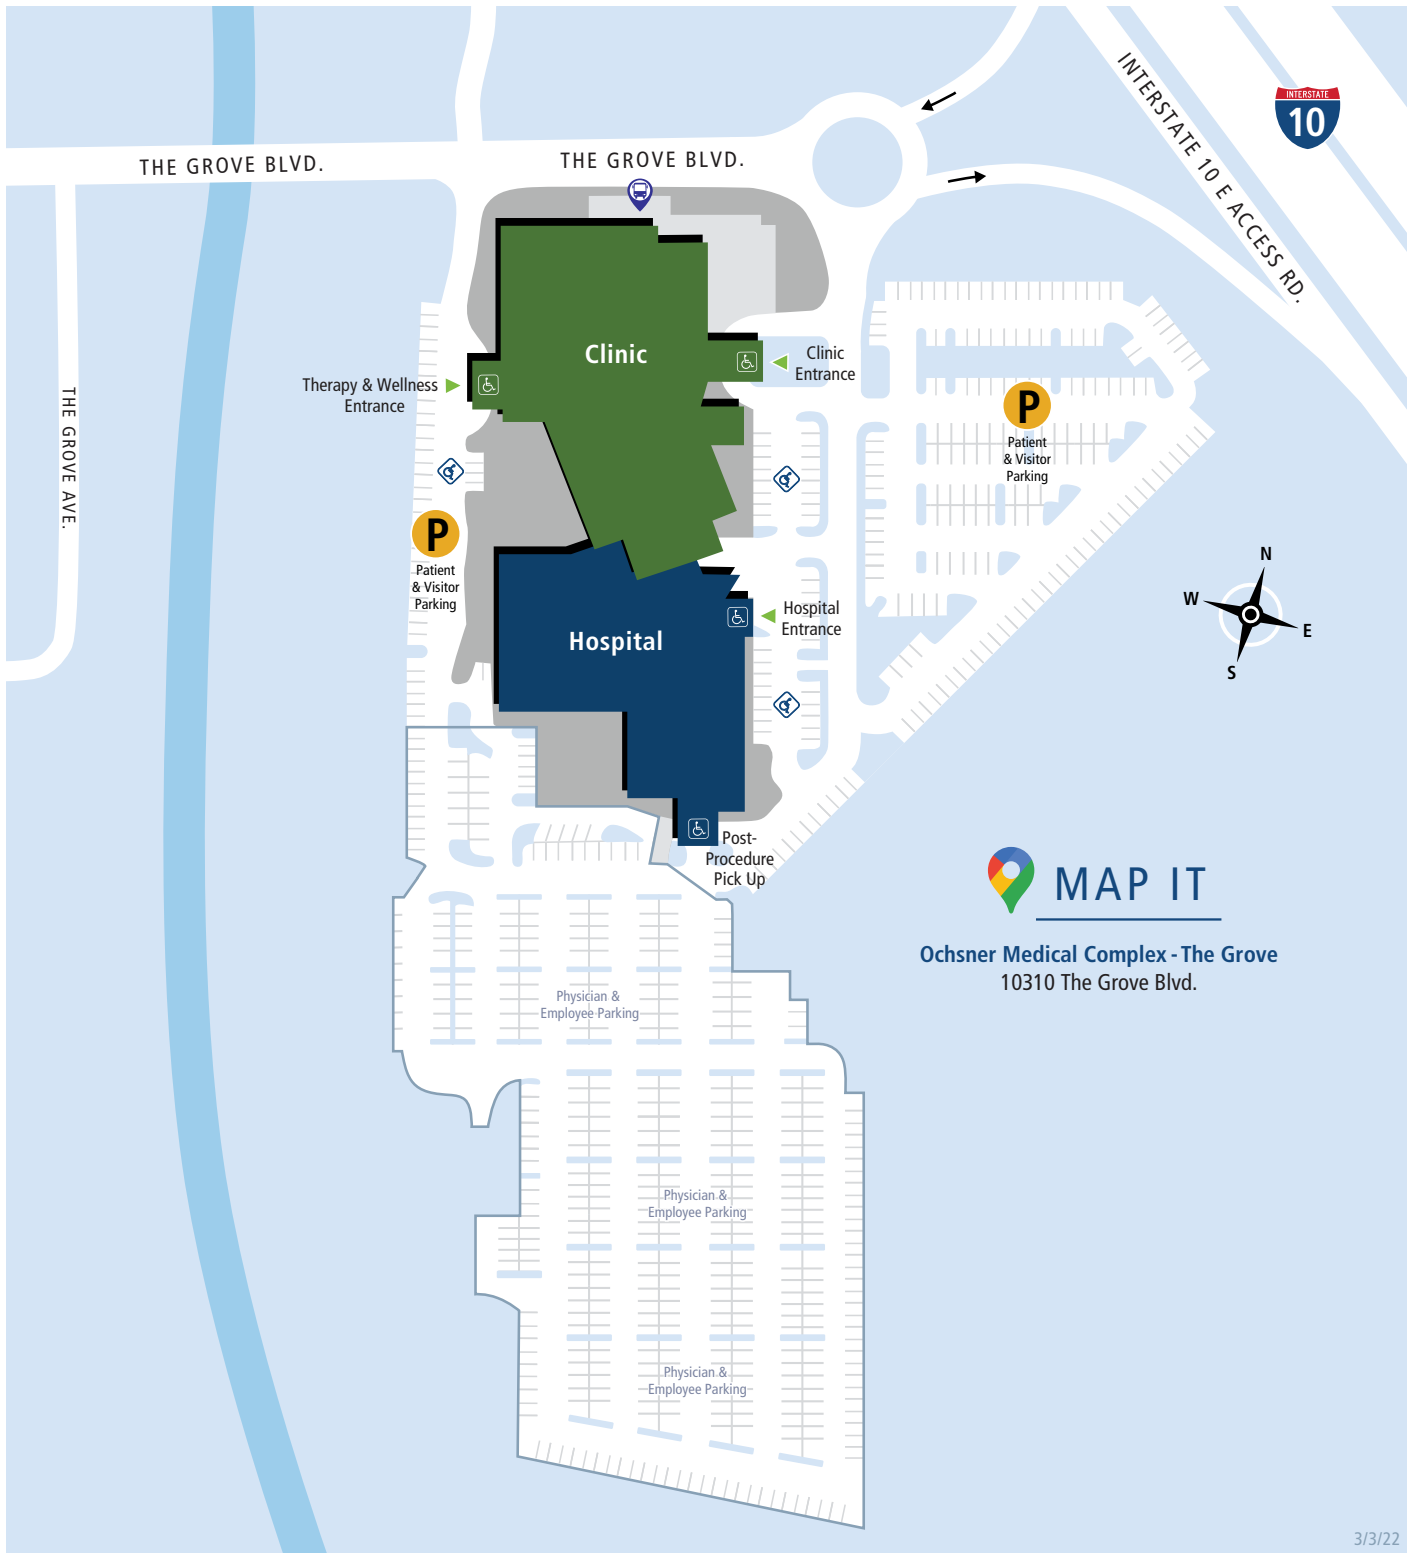 INTERSTATE 10 E ACCESS RD.
INTERSTATE
10
THE GROVE BLVD.
THE GROVE BLVD.
Clinic
Clinic
Entrance
Therapy & Wellness
Entrance
THE GROVE AVE.
P
Patient
& Visitor
Parking
P
Patient
& Visitor
Parking
Hospital
Hospital
Entrance
N
W
E
S
Post-
Procedure
Pick Up
MAP IT
Ochsner Medical Complex - The Grove
10310 The Grove Blvd.
Physician &
Employee Parking
Physician &
Employee Parking
Physician &
Employee Parking
3/3/22